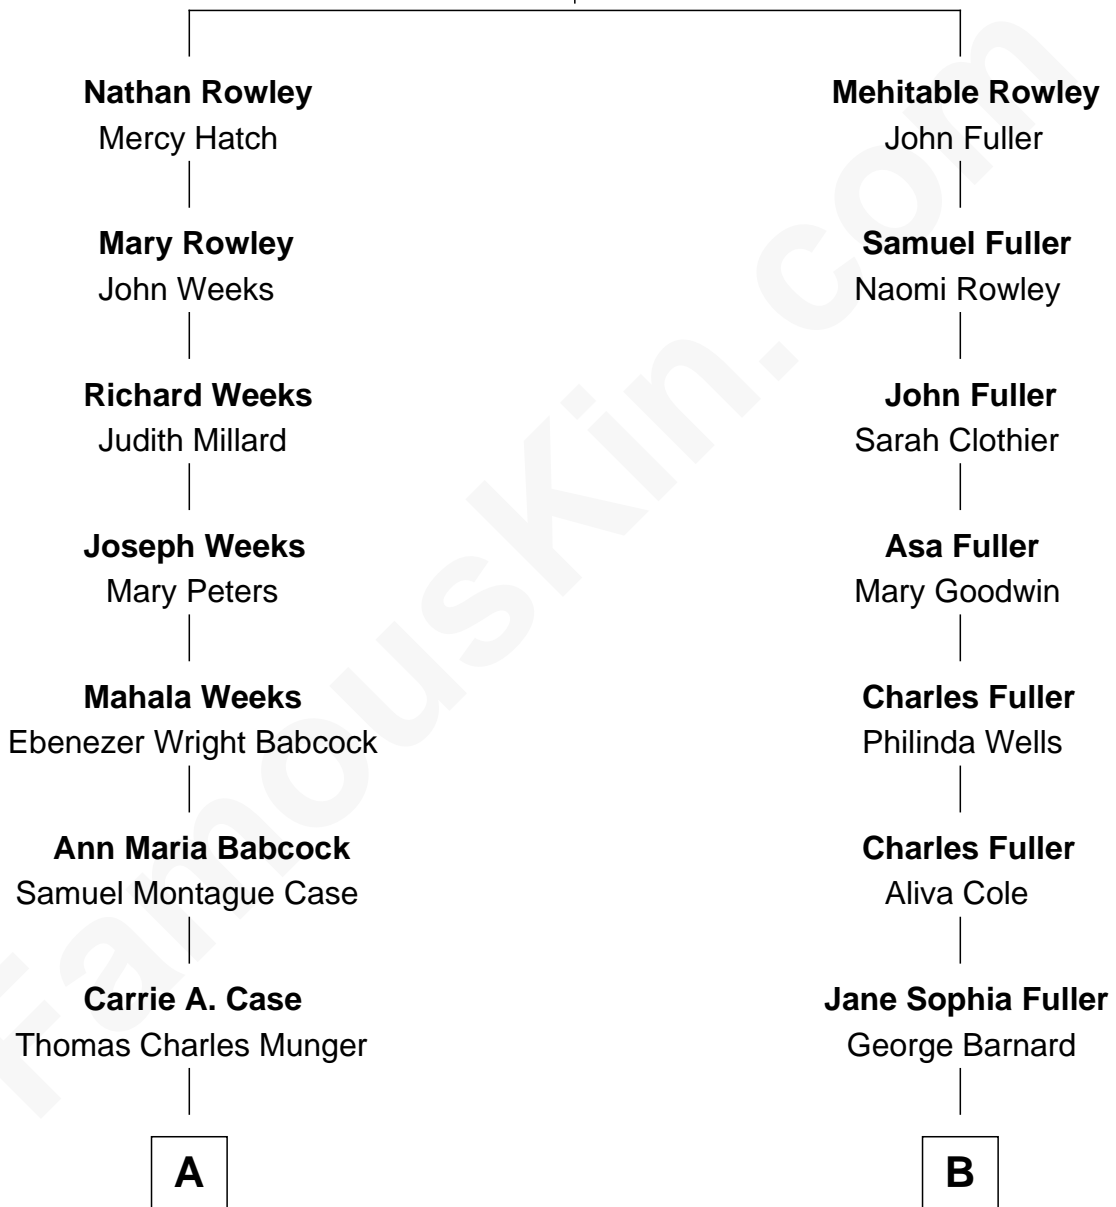 Nathan Rowley
Mercy Hatch
Mary Rowley
John Weeks
Richard Weeks
Judith Millard
Joseph Weeks
Mary Peters
Mahala Weeks
Ebenezer Wright Babcock
Ann Maria Babcock
Samuel Montague Case
Carrie A. Case
Thomas Charles Munger
A
Mehitable Rowley
John Fuller
Samuel Fuller
Naomi Rowley
John Fuller
Sarah Clothier
Asa Fuller
Mary Goodwin
Charles Fuller
Philinda Wells
Charles Fuller
Aliva Cole
Jane Sophia Fuller
George Barnard
B
FamousKin.com